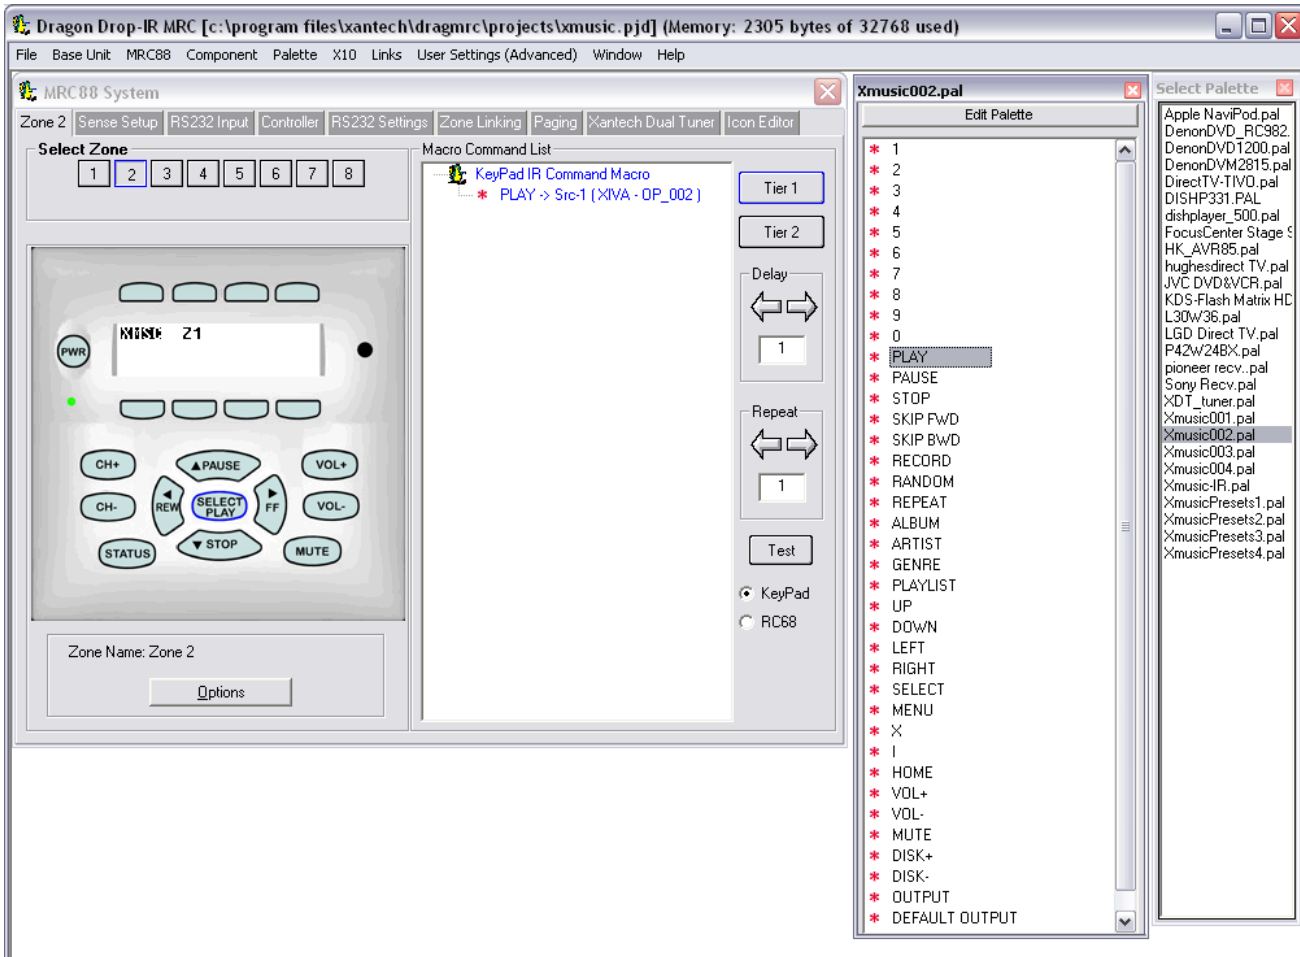 Dragon Drop-IR MRC [c:\program files\xantech\dragmrc\projects\xmusic.pjd] (Memory: 2305 bytes of 32768 used)
File Base Unit MRC88 Component Palette X10 Links User Settings (Advanced) Window Help
MRC88 System
Zone 2 Sense Setup RS232 Input Controller RS232 Settings Zone Linking Paging Xantech Dual Tuner Icon Editor
Select Zone
1 2 3 4 5 6 7 8
Z1
PWR
CH+
PAUSE
VOL+
CH-
REW
SELECT
PLAY
FF
VOL-
STATUS
STOP
MUTE
Zone Name: Zone 2
Options
Macro Command List
KeyPad IR Command Macro
PLAY -> Src-1 ( XIVA - OP_002 )
Tier 1
Tier 2
Delay
1
Repeat
1
Test
KeyPad
RC68
Xmusic002.pal
Edit Palette
* 1
* 2
* 3
* 4
* 5
* 6
* 7
* 8
* 9
* 0
* PLAY
* PAUSE
* STOP
* SKIP FWD
* SKIP BWD
* RECORD
* RANDOM
* REPEAT
* ALBUM
* ARTIST
* GENRE
* PLAYLIST
* UP
* DOWN
* LEFT
* RIGHT
* SELECT
* MENU
* X
* I
* HOME
* VOL+
* VOL-
* MUTE
* DISK+
* DISK-
* OUTPUT
* DEFAULT OUTPUT
Select Palette
Apple NaviPod.pal
DenonDVD_RC982.
DenonDVD1200.pal
DenonDVM2815.pal
DirectTV-TIVO.pal
DISHP331.PAL
dishplayer_500.pal
FocusCenter Stage S
HK_AVR85.pal
hughesdirect TV.pal
JVC DVD&VCR.pal
KDS-Flash Matrix HD
L30W36.pal
LGD Direct TV.pal
P42W24BX.pal
pioneer recv..pal
Sony Recv.pal
XDT_tuner.pal
Xmusic001.pal
Xmusic002.pal
Xmusic003.pal
Xmusic004.pal
Xmusic-IR.pal
XmusicPresets1.pal
XmusicPresets2.pal
XmusicPresets3.pal
XmusicPresets4.pal